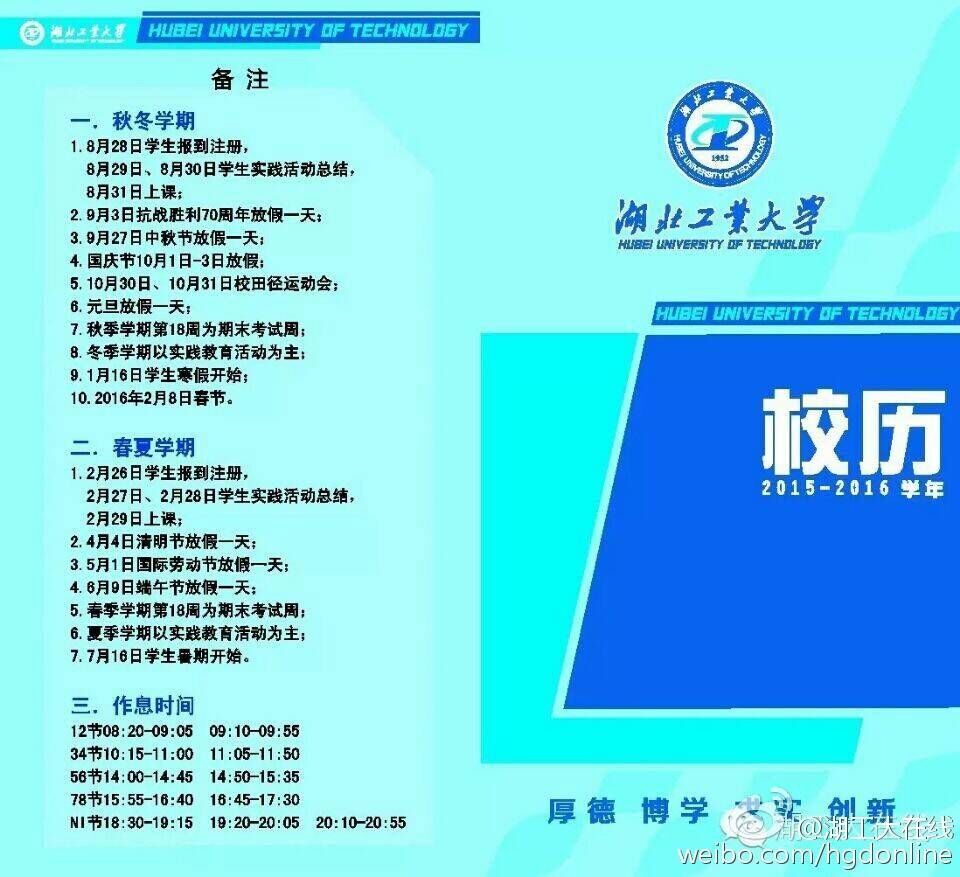 湖北工业大学 HUBEI UNIVERSITY OF TECHNOLOGY
备 注
一. 秋冬学期
1. 8月28日学生报到注册,
8月29日、8月30日学生实践活动总结,
8月31日上课;
2. 9月3日抗战胜利70周年放假一天;
3. 9月27日中秋节放假一天;
4. 国庆节10月1日-3日放假;
5. 10月30日、10月31日校田径运动会;
6. 元旦放假一天;
7. 秋季学期第18周为期末考试周;
8. 冬季学期以实践教育活动为主;
9. 1月16日学生寒假开始;
10. 2016年2月8日春节。
二. 春夏学期
1. 2月26日学生报到注册,
2月27日、2月28日学生实践活动总结,
2月29日上课;
2. 4月4日清明节放假一天;
3. 5月1日国际劳动节放假一天;
4. 6月9日端午节放假一天;
5. 春季学期第18周为期末考试周;
6. 夏季学期以实践教育活动为主;
7. 7月16日学生暑期开始。
三. 作息时间
12节08:20-09:05 09:10-09:55
34节10:15-11:00 11:05-11:50
56节14:00-14:45 14:50-15:35
78节15:55-16:40 16:45-17:30
NI节18:30-19:15 19:20-20:05 20:10-20:55
湖北工业大学
1952
HUBEI UNIVERSITY OF TECHNOLOGY
湖北工业大学
HUBEI UNIVERSITY OF TECHNOLOGY
HUBEI UNIVERSITY OF TECHNOLOGY
校历
2015-2016 学年
厚德 博学 创新
@湖工伏在线
weibo.com/hgdonline